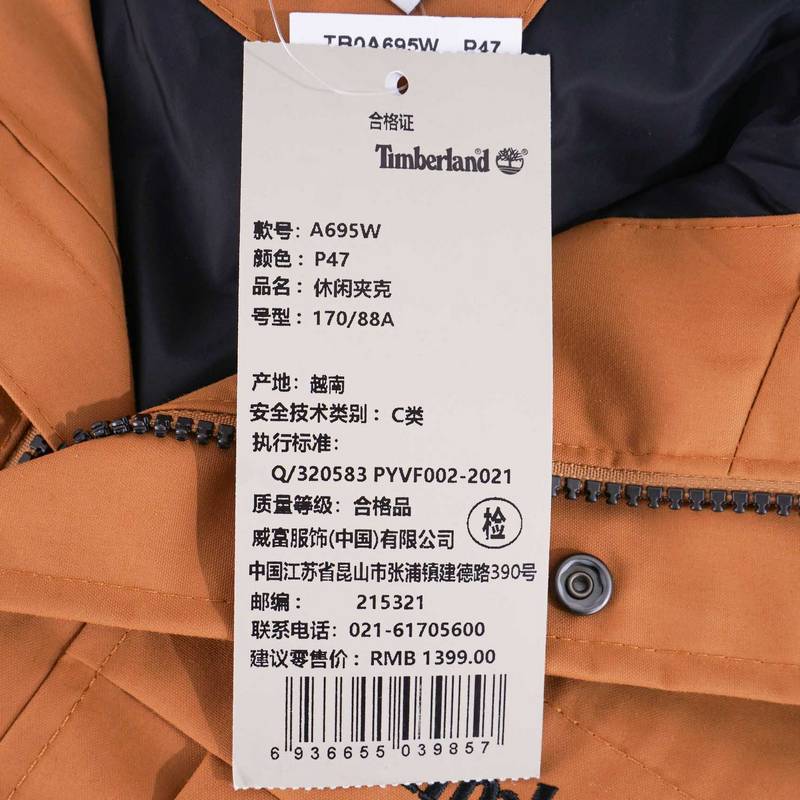 TB0A695W P47
合格证
Timberland
款号: A695W
颜色: P47
品名: 休闲夹克
号型: 170/88A
产地: 越南
安全技术类别: C类
执行标准:
Q/320583 PYVF002-2021
质量等级: 合格品
检
威富服饰(中国)有限公司
中国江苏省昆山市张浦镇建德路390号
邮编: 215321
联系电话: 021-61705600
建议零售价: RMB 1399.00
6 936655 039857